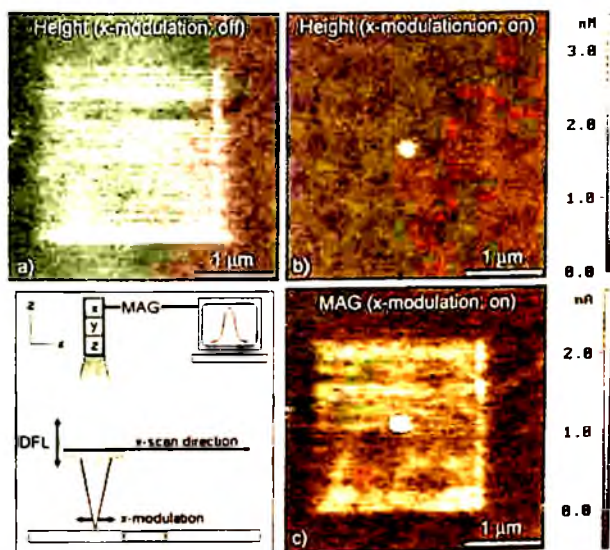 Height (x-modulation; off)
1 µm
a)
Height (x-modulationion; on)
1 µm
b)
nM
3.0
2.0
1.0
0.0
z
x
x
y
z
MAG
DFL
x-scan direction
x-modulation
MAG (x-modulation; on)
1 µm
c)
nA
2.0
1.0
0.0